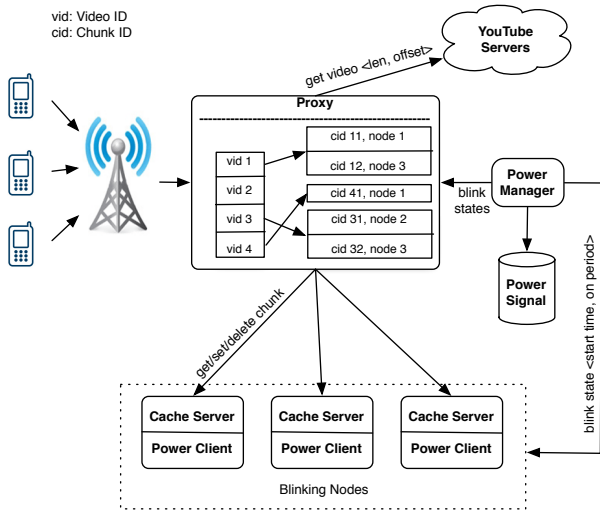 vid: Video ID
cid: Chunk ID
YouTube
Servers
get video <len, offset>
Proxy
vid 1
vid 2
vid 3
vid 4
cid 11, node 1
cid 12, node 3
cid 41, node 1
cid 31, node 2
cid 32, node 3
Power
Manager
blink
states
Power
Signal
blink state <start time, on period>
get/set/delete chunk
Cache Server
Power Client
Cache Server
Power Client
Cache Server
Power Client
Blinking Nodes